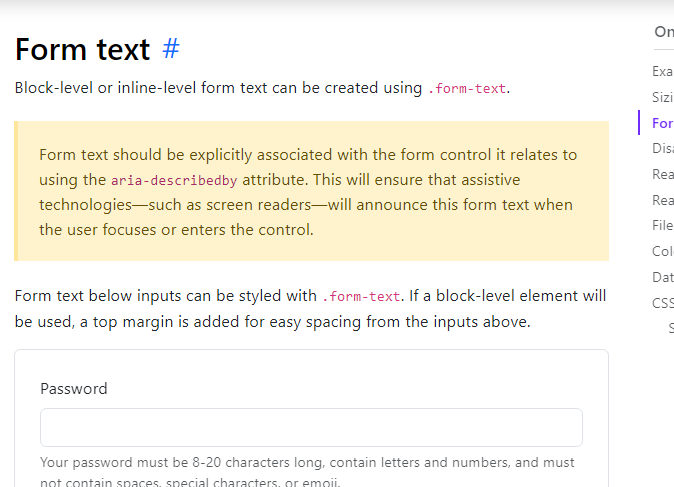 Form text #
Block-level or inline-level form text can be created using .form-text.
Form text should be explicitly associated with the form control it relates to
using the aria-describedby attribute. This will ensure that assistive
technologies—such as screen readers—will announce this form text when
the user focuses or enters the control.
Form text below inputs can be styled with .form-text. If a block-level element will
be used, a top margin is added for easy spacing from the inputs above.
Password
Your password must be 8-20 characters long, contain letters and numbers, and must
not contain spaces, special characters, or emoji.
On
Exa
Sizi
For
Disa
Rea
Rea
File
Col
Dat
CSS
S